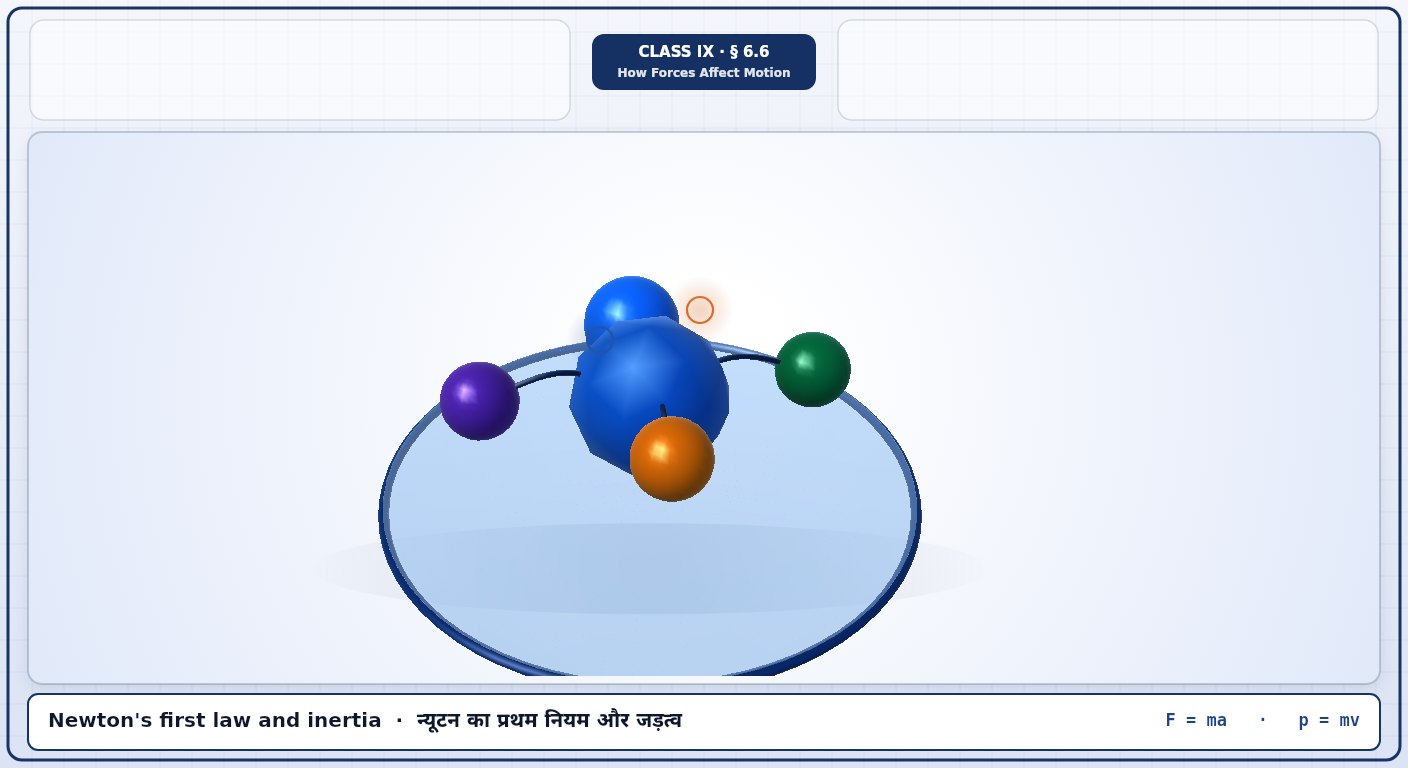 CLASS IX · § 6.6
How Forces Affect Motion
Newton's first law and inertia · न्यूटन का प्रथम नियम और जड़त्व
F = ma · p = mv